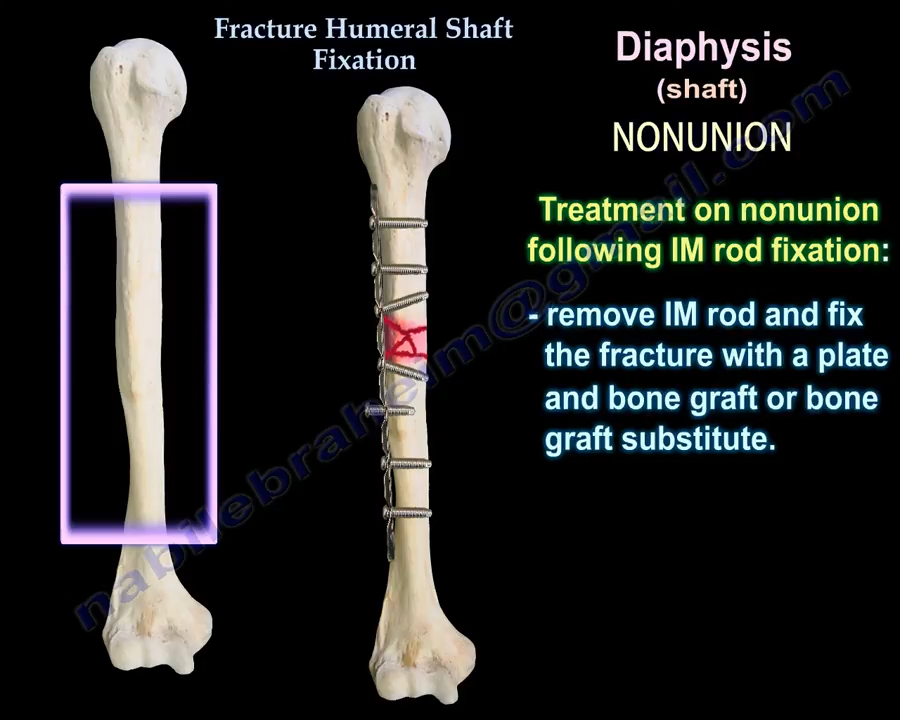 Fracture Humeral Shaft
Fixation
Diaphysis
(shaft)
NONUNION
Treatment on nonunion
following IM rod fixation:
- remove IM rod and fix
the fracture with a plate
and bone graft or bone
graft substitute.
nabilebraheim@gmail.com